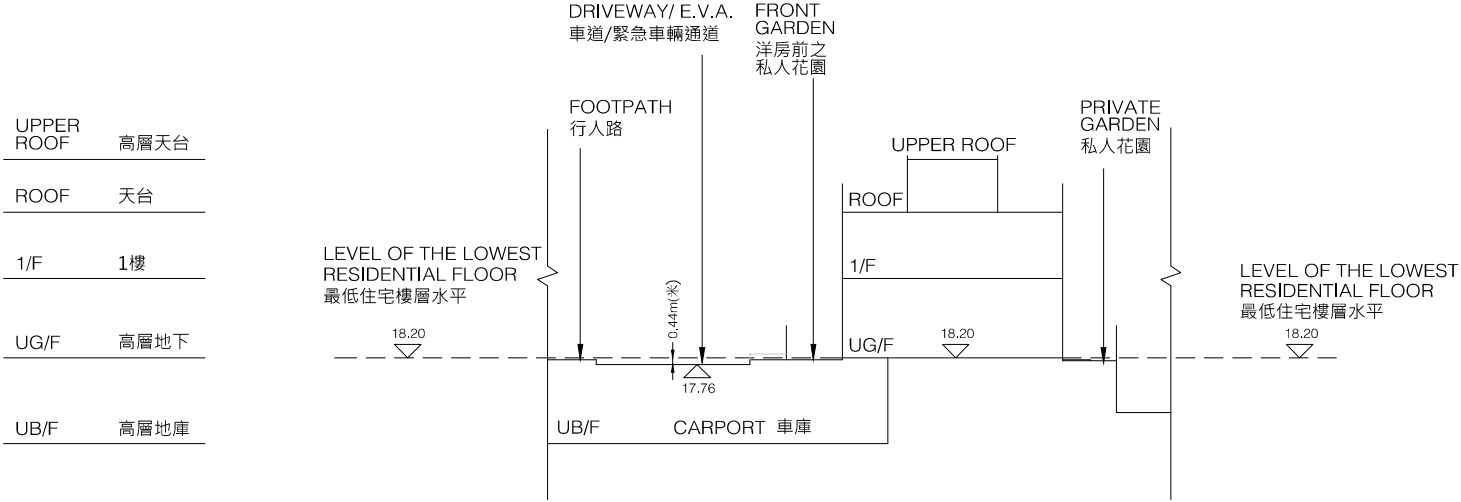 DRIVEWAY/ E.V.A.
車道/緊急車輛通道
FRONT
GARDEN
洋房前之
私人花園
FOOTPATH
行人路
PRIVATE
GARDEN
私人花園
UPPER
ROOF 高層天台
UPPER ROOF
ROOF 天台
ROOF
1/F 1樓
1/F
LEVEL OF THE LOWEST
RESIDENTIAL FLOOR
最低住宅樓層水平
18.20
0.44m(米)
LEVEL OF THE LOWEST
RESIDENTIAL FLOOR
最低住宅樓層水平
18.20
UG/F 高層地下
UG/F
18.20
17.76
UB/F 高層地庫
UB/F
CARPORT 車庫